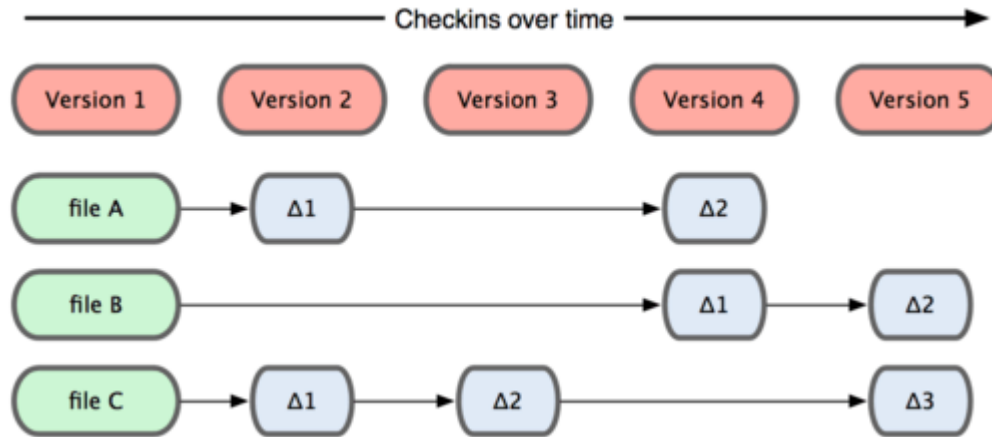 Checkins over time
Version 1 Version 2 Version 3 Version 4 Version 5
file A Δ1 Δ2
file B Δ1 Δ2
file C Δ1 Δ2 Δ3